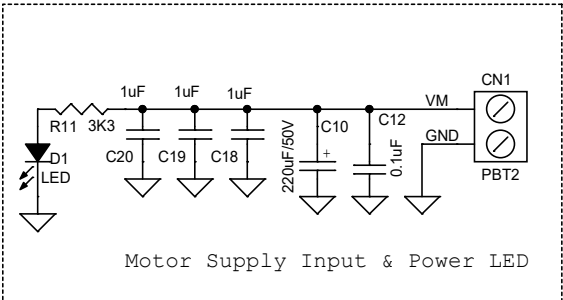 CN1
1uF 1uF 1uF
VM
R11 3K3
C10
C12
GND
D1
C20 C19 C18
220uF/50V
+
0.1uF
LED
PBT2
Motor Supply Input & Power LED